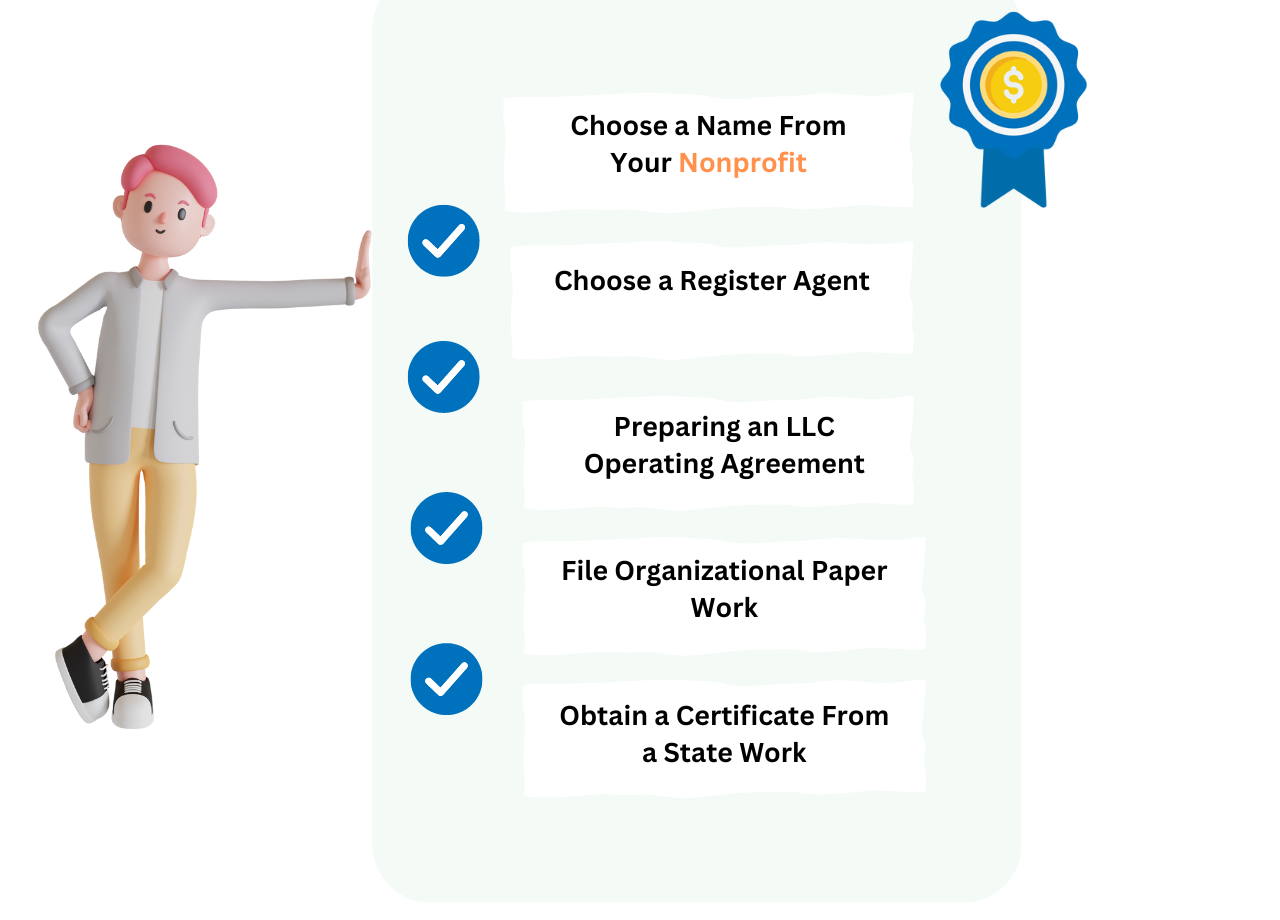 Choose a Name From
Your Nonprofit
Choose a Register Agent
Preparing an LLC
Operating Agreement
File Organizational Paper
Work
Obtain a Certificate From
a State Work
$